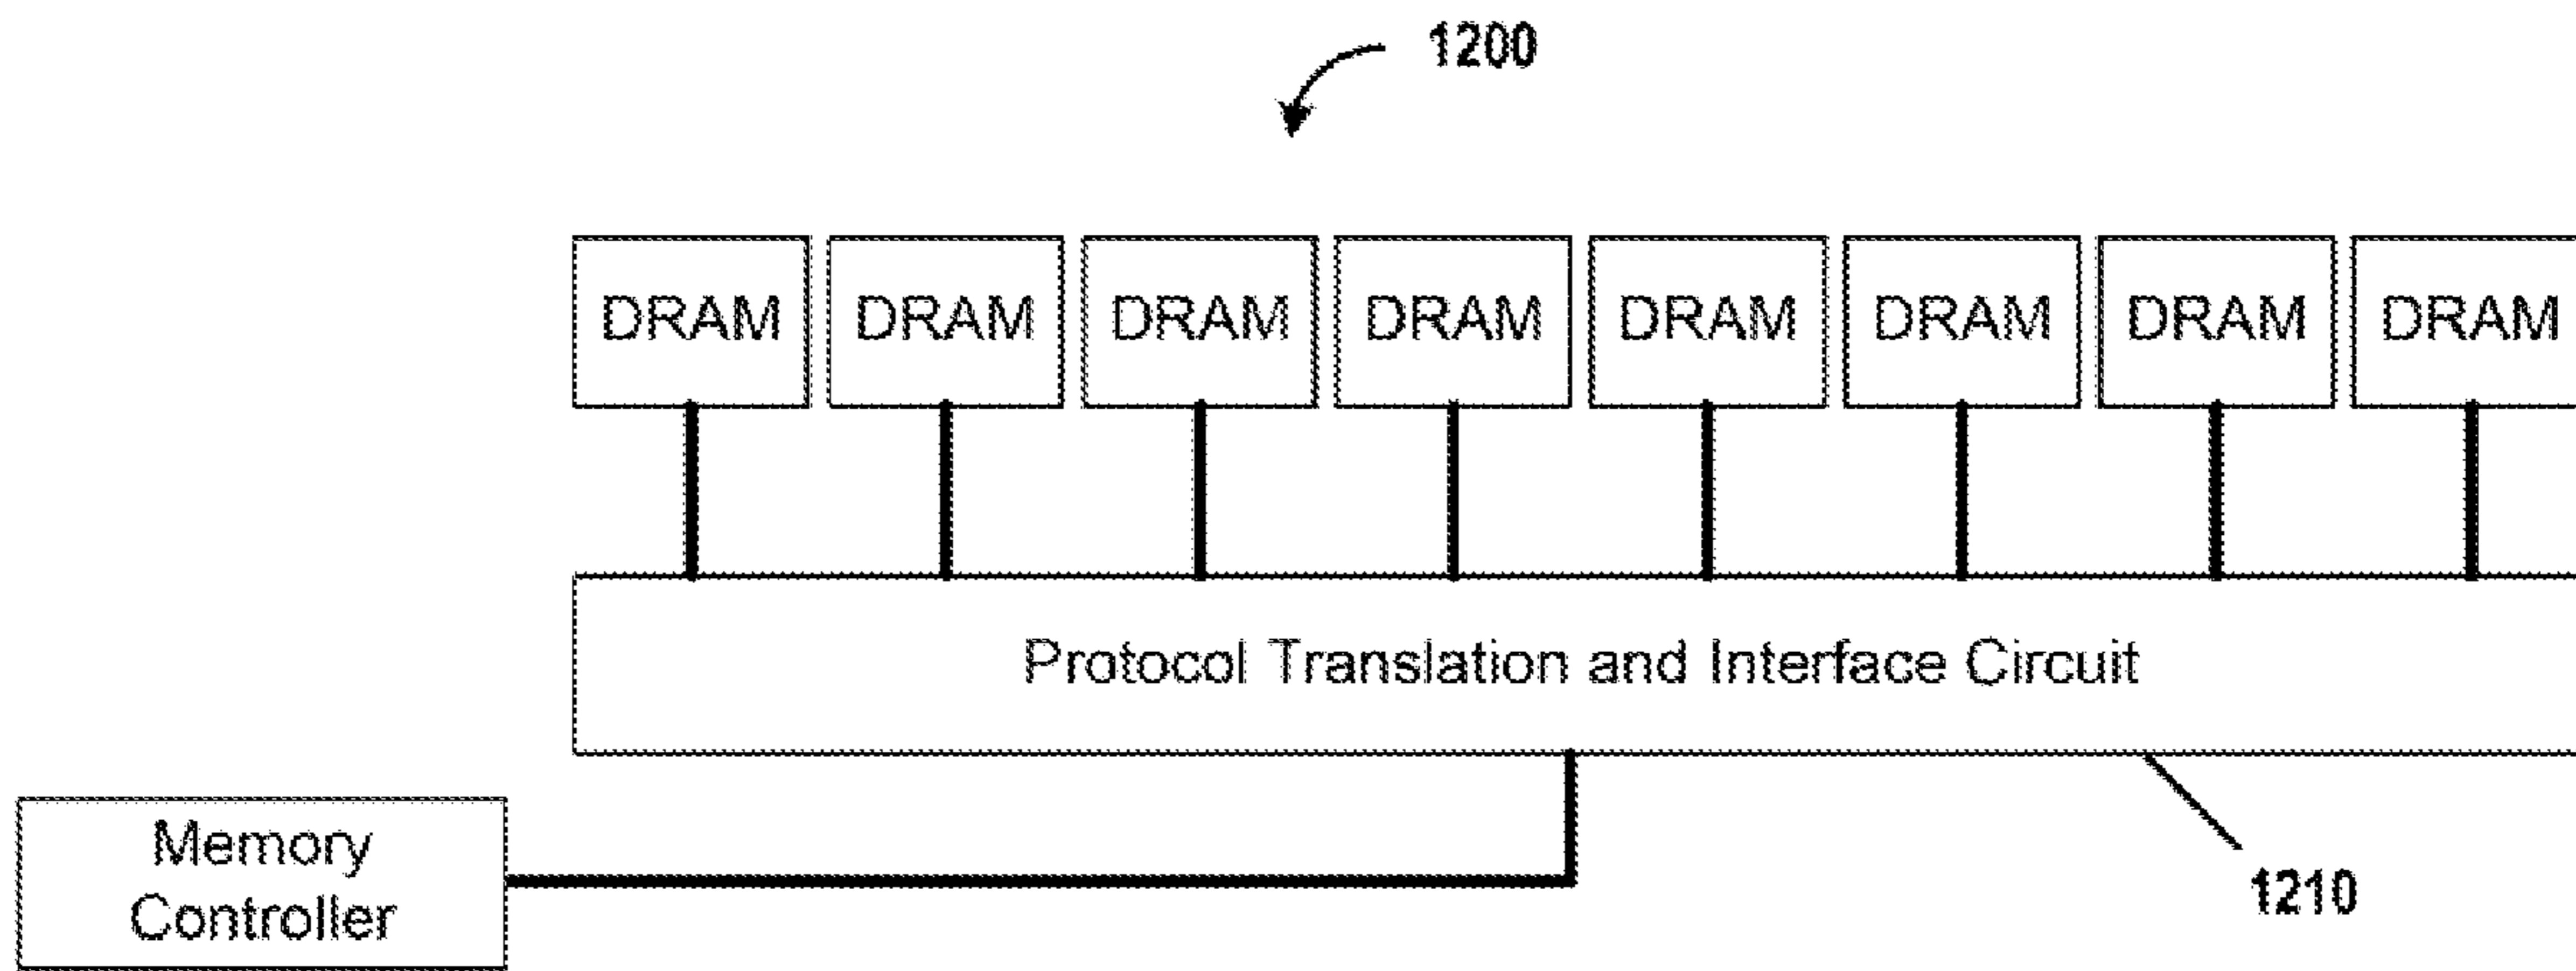 1200
DRAM DRAM DRAM DRAM DRAM DRAM DRAM DRAM
Protocol Translation and Interface Circuit
Memory
Controller
1210